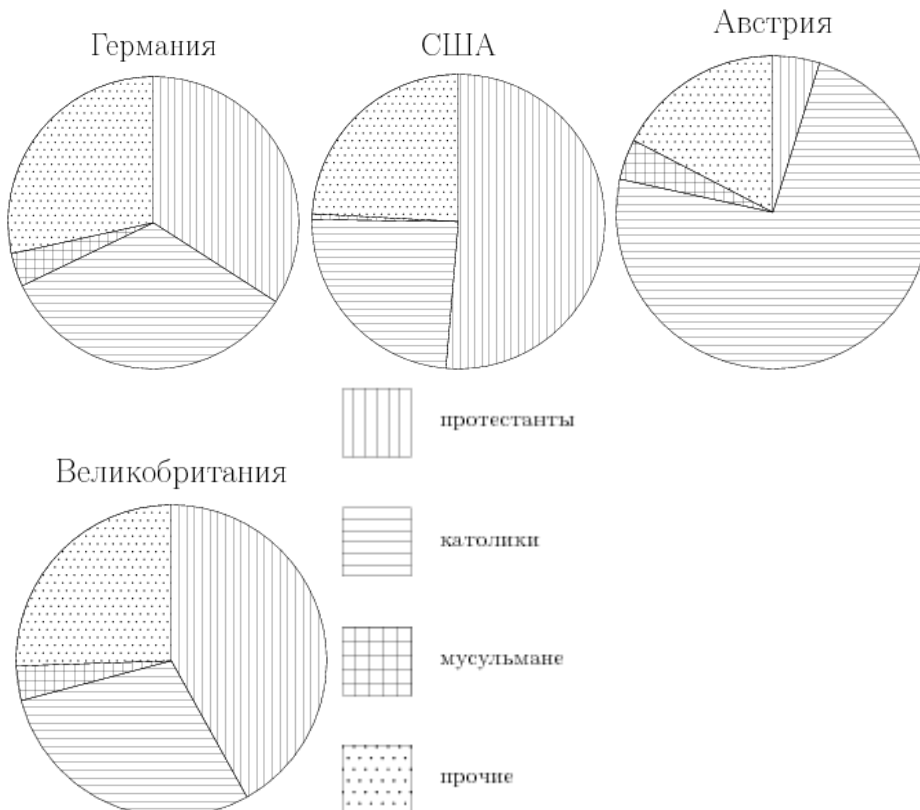 Германия
США
Австрия
протестанты
Великобритания
католики
мусульмане
прочие